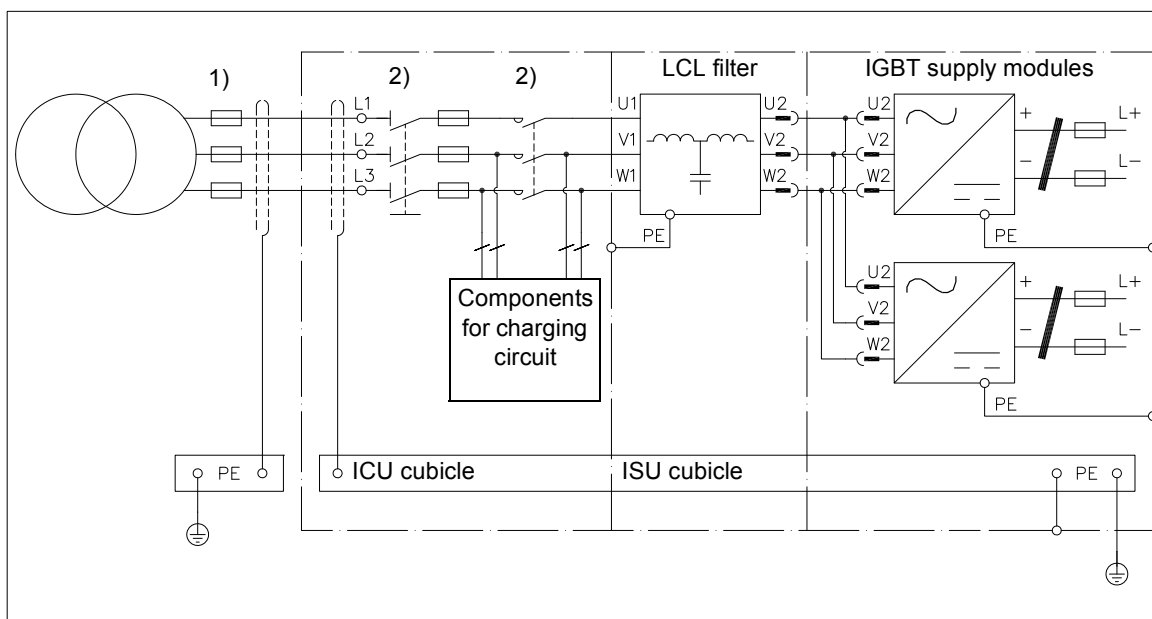 1)
2)
2)
LCL filter
IGBT supply modules
L1
L2
L3
U1
V1
W1
U2
V2
W2
PE
U2
V2
W2
+
-
L+
L-
PE
U2
V2
W2
+
-
L+
L-
PE
Components
for charging
circuit
PE
ICU cubicle
ISU cubicle
PE